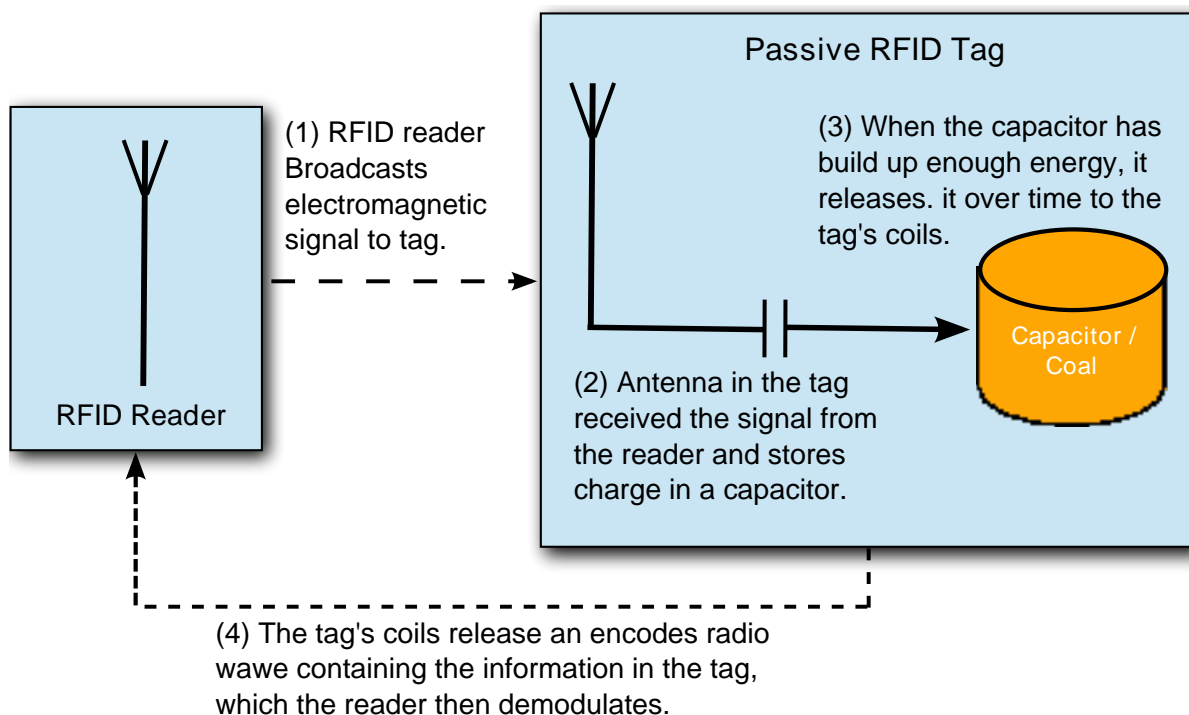 Passive RFID Tag
(1) RFID reader
Broadcasts
electromagnetic
signal to tag.
(3) When the capacitor has
build up enough energy, it
releases. it over time to the
tag's coils.
Capacitor /
Coal
(2) Antenna in the tag
received the signal from
the reader and stores
charge in a capacitor.
RFID Reader
(4) The tag's coils release an encodes radio
wawe containing the information in the tag,
which the reader then demodulates.